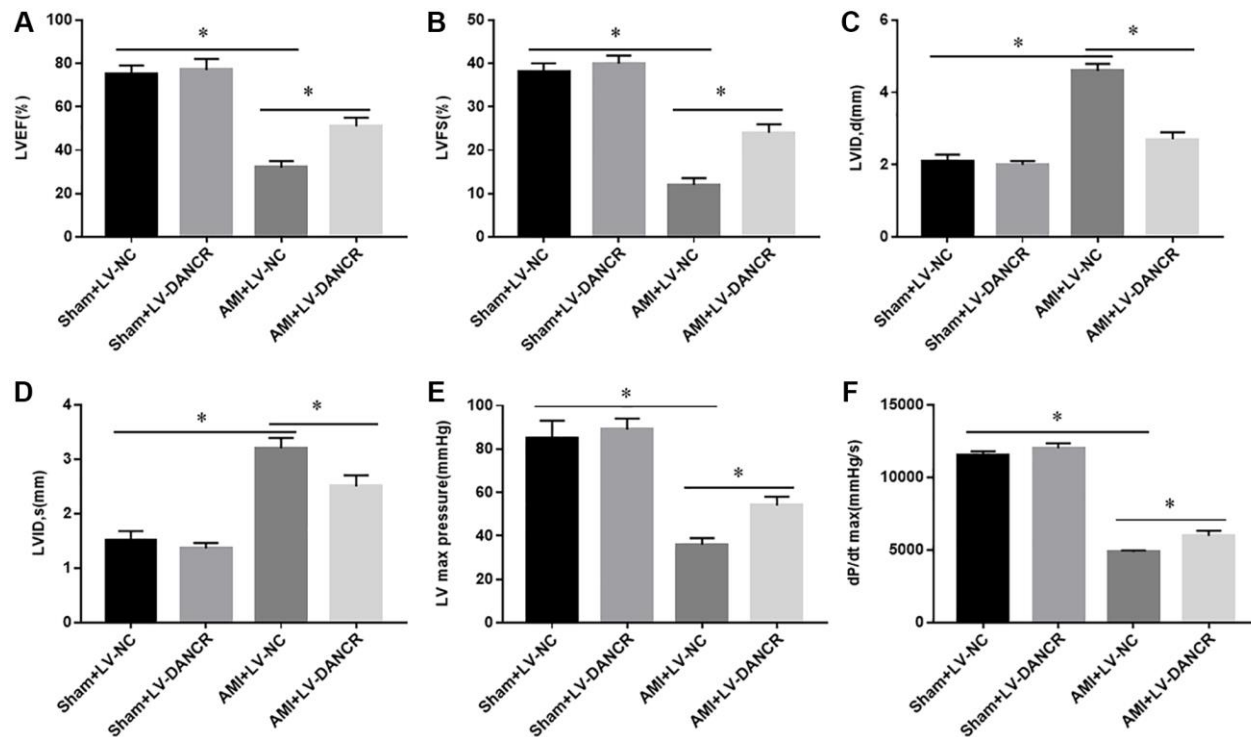 A
LVEF(%)
100
80
60
40
20
0
*
*
Sham+LV-NC
Sham+LV-DANCR
AMI+LV-NC
AMI+LV-DANCR
B
LVFS(%)
50
40
30
20
10
0
*
*
Sham+LV-NC
Sham+LV-DANCR
AMI+LV-NC
AMI+LV-DANCR
C
LVID,d(mm)
6
4
2
0
*
*
Sham+LV-NC
Sham+LV-DANCR
AMI+LV-NC
AMI+LV-DANCR
D
LVID,s(mm)
4
3
2
1
0
*
*
Sham+LV-NC
Sham+LV-DANCR
AMI+LV-NC
AMI+LV-DANCR
E
LV max pressure(mmHg)
100
80
60
40
20
0
*
*
Sham+LV-NC
Sham+LV-DANCR
AMI+LV-NC
AMI+LV-DANCR
F
dP/dt max(mmHg/s)
15000
10000
5000
0
*
*
Sham+LV-NC
Sham+LV-DANCR
AMI+LV-NC
AMI+LV-DANCR